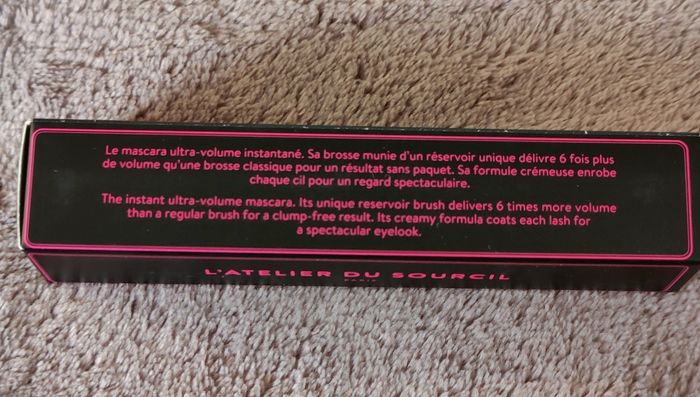 Le mascara ultra-volume instantané. Sa brosse munie d'un réservoir unique délivre 6 fois plus
de volume qu'une brosse classique pour un résultat sans paquet. Sa formule crémeuse enrobe
chaque cil pour un regard spectaculaire.
The instant ultra-volume mascara. Its unique reservoir brush delivers 6 times more volume
than a regular brush for a clump-free result. Its creamy formula coats each lash for
a spectacular eyelook.
L'ATELIER DU SOURCIL
PARIS